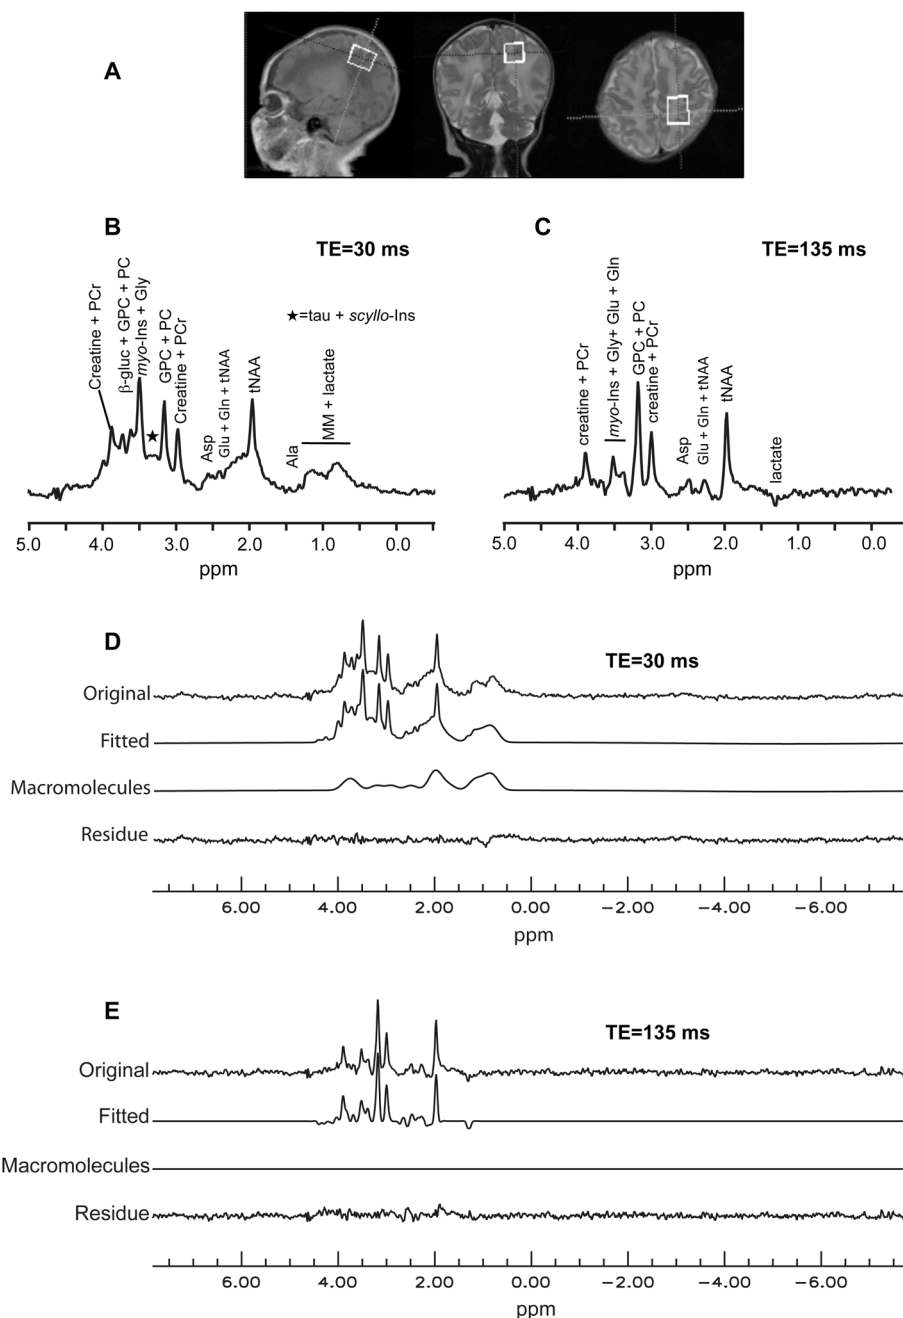 A
B
TE=30 ms
Creatine + PCr
β-gluc + GPC + PC
myo-Ins + Gly
★
GPC + PC
Creatine + PCr
Asp
Glu + Gln + tNAA
tNAA
★=tau + scyllo-Ins
Ala
MM + lactate
5.0 4.0 3.0 2.0 1.0 0.0
ppm
C
TE=135 ms
creatine + PCr
myo-Ins + Gly+ Glu + Gln
GPC + PC
creatine + PCr
Asp
Glu + Gln + tNAA
tNAA
lactate
5.0 4.0 3.0 2.0 1.0 0.0
ppm
D
TE=30 ms
Original
Fitted
Macromolecules
Residue
6.00 4.00 2.00 0.00 −2.00 −4.00 −6.00
ppm
E
TE=135 ms
Original
Fitted
Macromolecules
Residue
6.00 4.00 2.00 0.00 −2.00 −4.00 −6.00
ppm